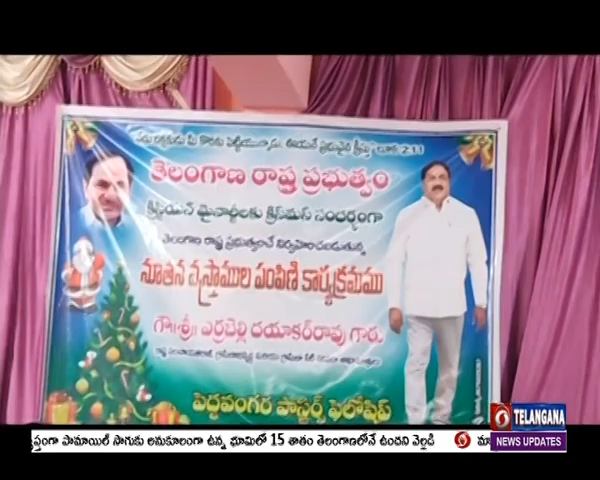 తెలంగాణ రాష్ట్ర ప్రభుత్వం
క్రిస్టియన్ మైనార్టీలకు క్రిస్‌మస్ సందర్భంగా
తెలంగాణ రాష్ట్ర ప్రభుత్వంచే నిర్వహించబడుతున్న
నూతన వస్త్రాముల పంపిణీ కార్యక్రమము
గౌ||శ్రీ|| ఎర్రబెల్లి దయాకర్‌రావు గారు
పెద్దవంగర పాస్టర్స్ ఫెలోషిప్
TELANGANA
NEWS UPDATES
స్తంగా పామాయిల్ సాగుకు అనుకూలంగా ఉన్న భూమిలో 15 శాతం తెలంగాణలోనే ఉందని వెల్లడి